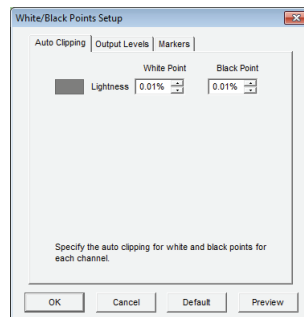 White/Black Points Setup
Auto Clipping Output Levels Markers
White Point Black Point
Lightness 0.01% 0.01%
Specify the auto clipping for white and black points for
each channel.
OK Cancel Default Preview